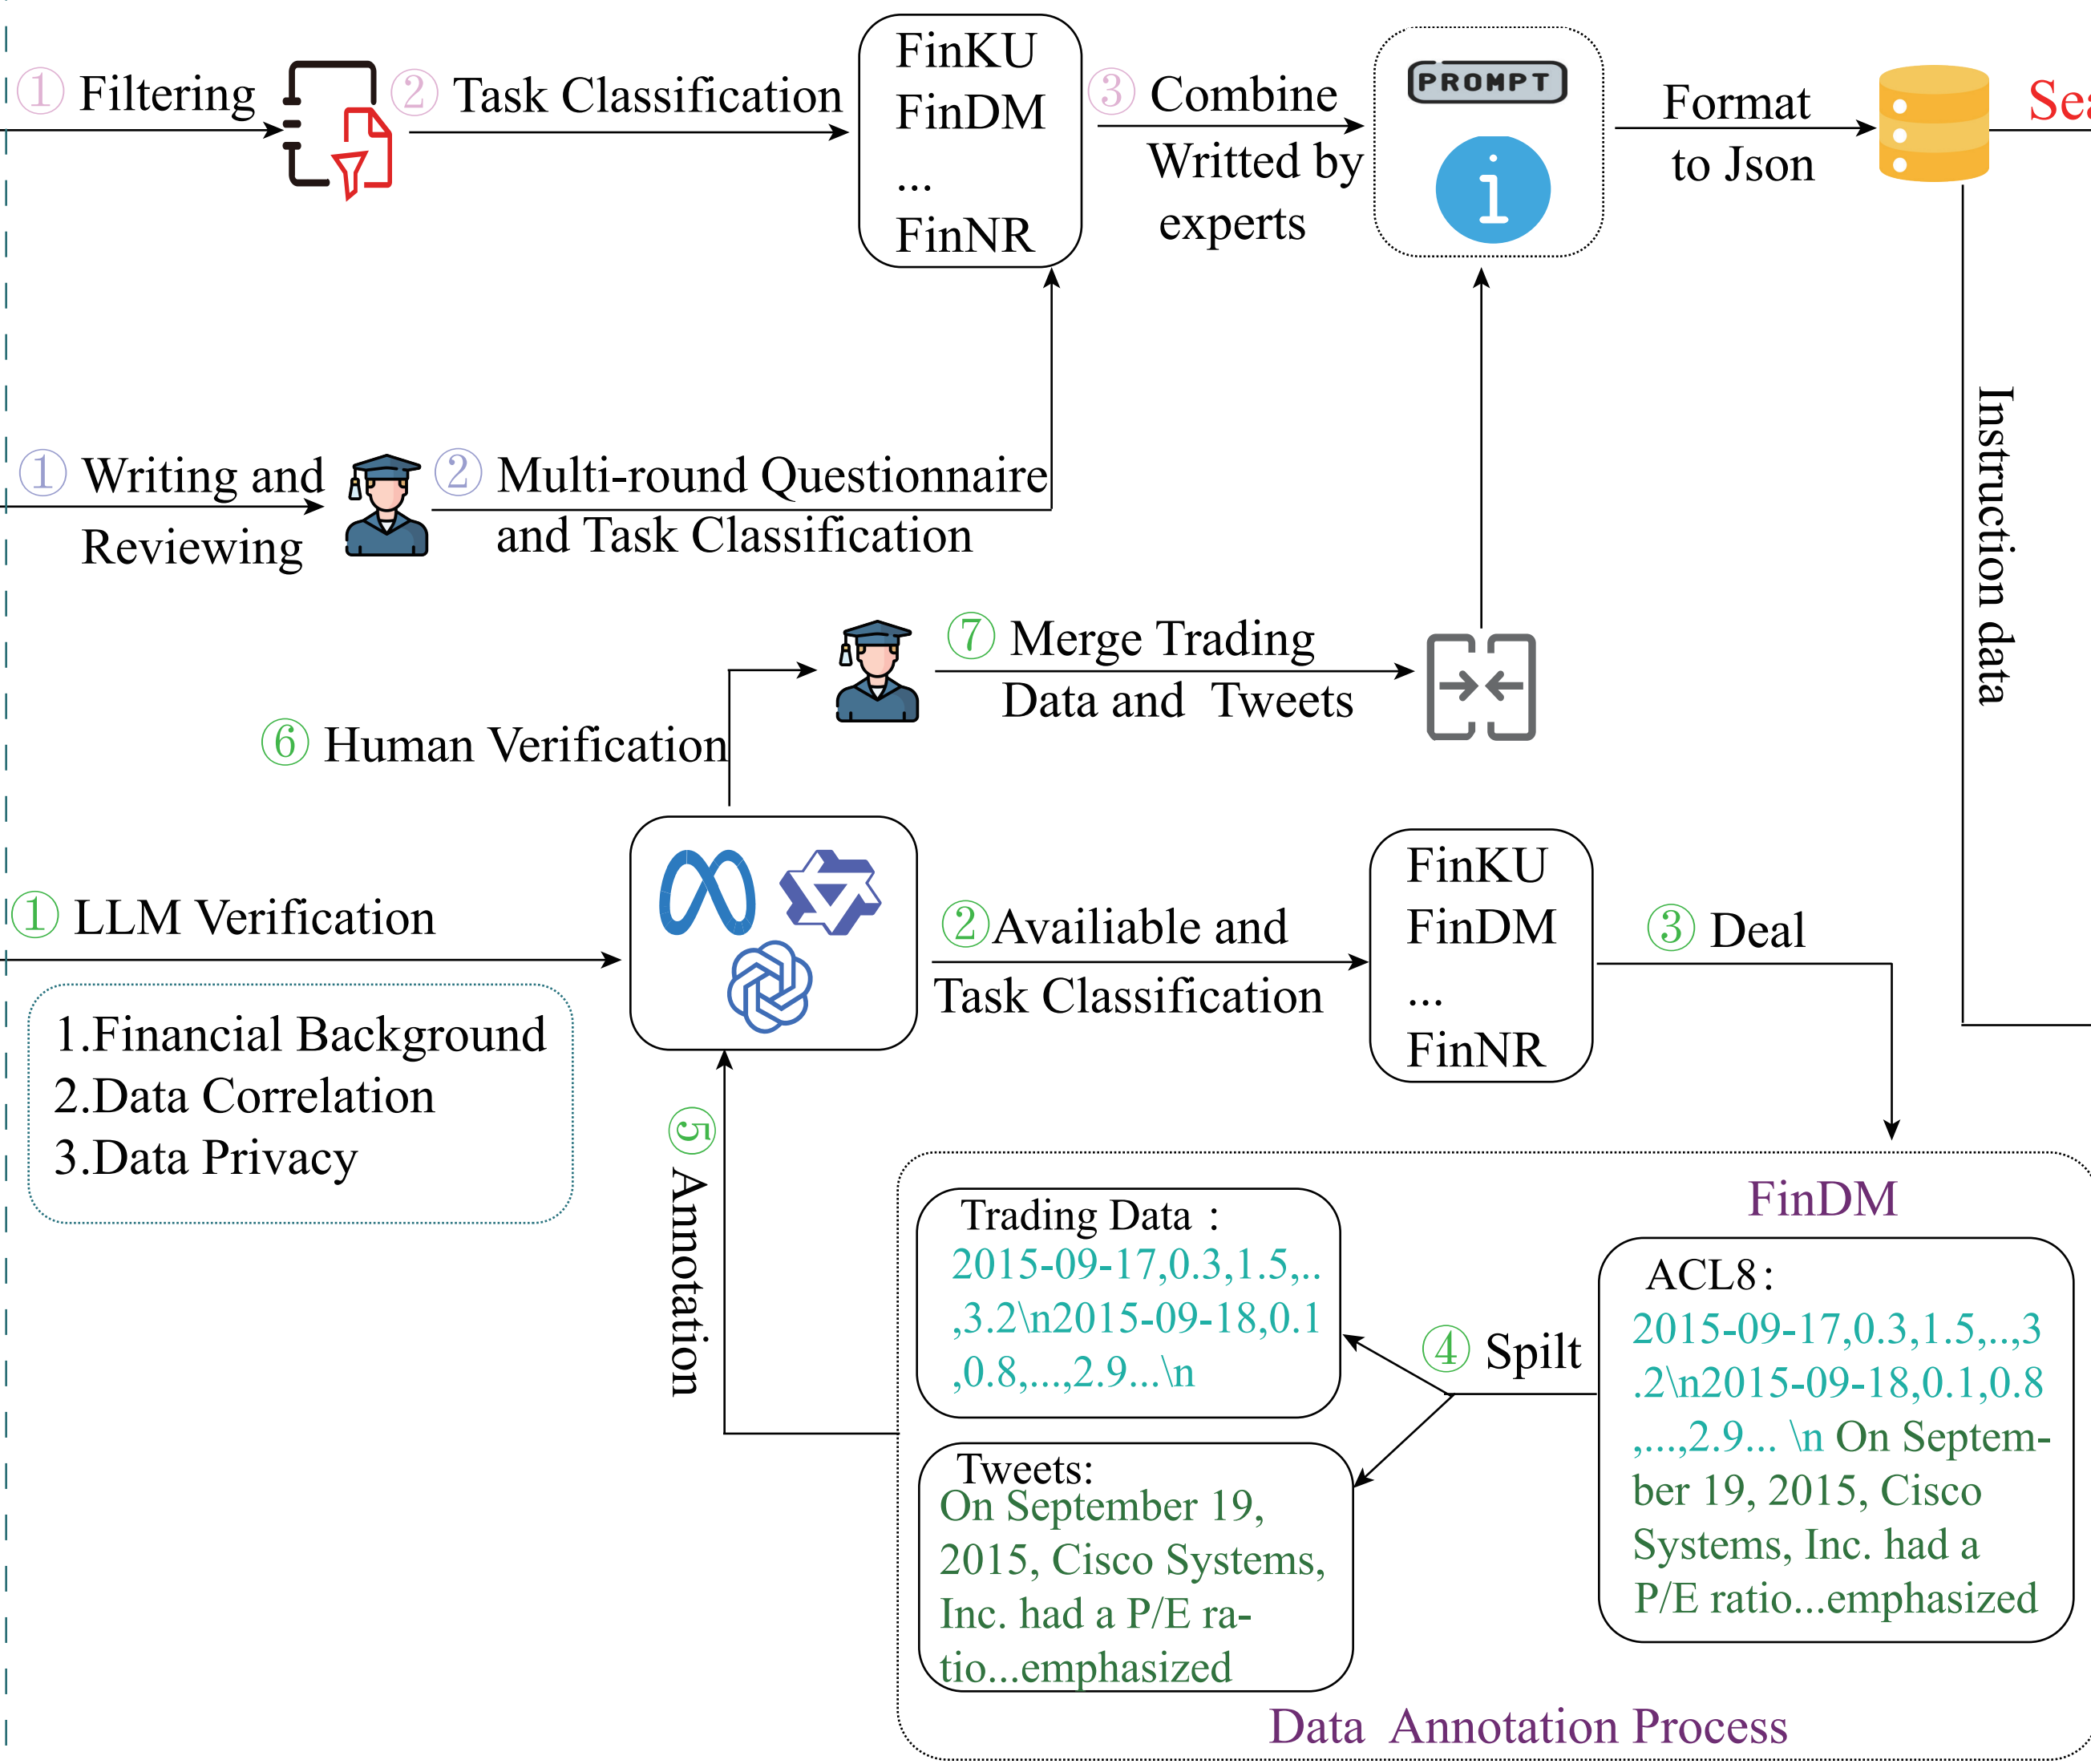 ① Filtering
② Task Classification
FinKU
FinDM
...
FinNR
③ Combine
Writted by
experts
PROMPT
i
Format
to Json
Sea
① Writing and
Reviewing
② Multi-round Questionnaire
and Task Classification
Instruction data
⑦ Merge Trading
Data and Tweets
⑥ Human Verification
① LLM Verification
1.Financial Background
2.Data Correlation
3.Data Privacy
②Availiable and
Task Classification
FinKU
FinDM
...
FinNR
③ Deal
⑤ Annotation
FinDM
Trading Data :
2015-09-17,0.3,1.5,..
,3.2\n2015-09-18,0.1
,0.8,...,2.9...\n
④ Spilt
ACL8:
2015-09-17,0.3,1.5,..,3
.2\n2015-09-18,0.1,0.8
,...,2.9... \n On Septem-
ber 19, 2015, Cisco
Systems, Inc. had a
P/E ratio...emphasized
Tweets:
On September 19,
2015, Cisco Systems,
Inc. had a P/E ra-
tio...emphasized
Data Annotation Process